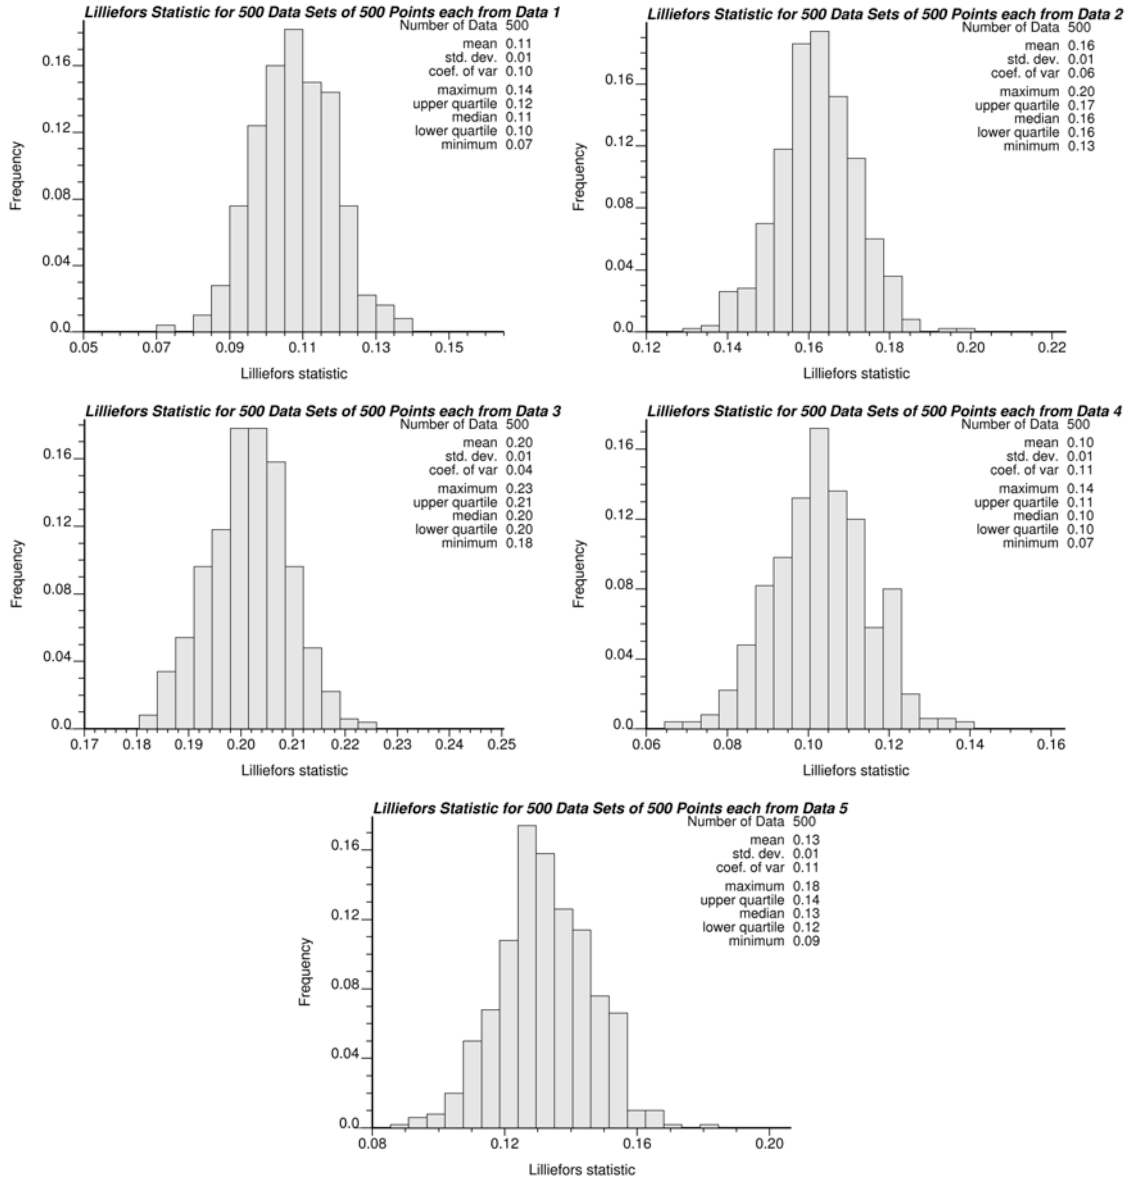 Lilliefors Statistic for 500 Data Sets of 500 Points each from Data 1
Number of Data 500
mean 0.11
std. dev. 0.01
coef. of var 0.10
maximum 0.14
upper quartile 0.12
median 0.11
lower quartile 0.10
minimum 0.07
Frequency
0.16
0.12
0.08
0.04
0.0
0.05 0.07 0.09 0.11 0.13 0.15
Lilliefors statistic
Lilliefors Statistic for 500 Data Sets of 500 Points each from Data 2
Number of Data 500
mean 0.16
std. dev. 0.01
coef. of var 0.06
maximum 0.20
upper quartile 0.17
median 0.16
lower quartile 0.16
minimum 0.13
Frequency
0.16
0.12
0.08
0.04
0.0
0.12 0.14 0.16 0.18 0.20 0.22
Lilliefors statistic
Lilliefors Statistic for 500 Data Sets of 500 Points each from Data 3
Number of Data 500
mean 0.20
std. dev. 0.01
coef. of var 0.04
maximum 0.23
upper quartile 0.21
median 0.20
lower quartile 0.20
minimum 0.18
Frequency
0.16
0.12
0.08
0.04
0.0
0.17 0.18 0.19 0.20 0.21 0.22 0.23 0.24 0.25
Lilliefors statistic
Lilliefors Statistic for 500 Data Sets of 500 Points each from Data 4
Number of Data 500
mean 0.10
std. dev. 0.01
coef. of var 0.11
maximum 0.14
upper quartile 0.11
median 0.10
lower quartile 0.10
minimum 0.07
Frequency
0.16
0.12
0.08
0.04
0.0
0.06 0.08 0.10 0.12 0.14 0.16
Lilliefors statistic
Lilliefors Statistic for 500 Data Sets of 500 Points each from Data 5
Number of Data 500
mean 0.13
std. dev. 0.01
coef. of var 0.11
maximum 0.18
upper quartile 0.14
median 0.13
lower quartile 0.12
minimum 0.09
Frequency
0.16
0.12
0.08
0.04
0.0
0.08 0.12 0.16 0.20
Lilliefors statistic